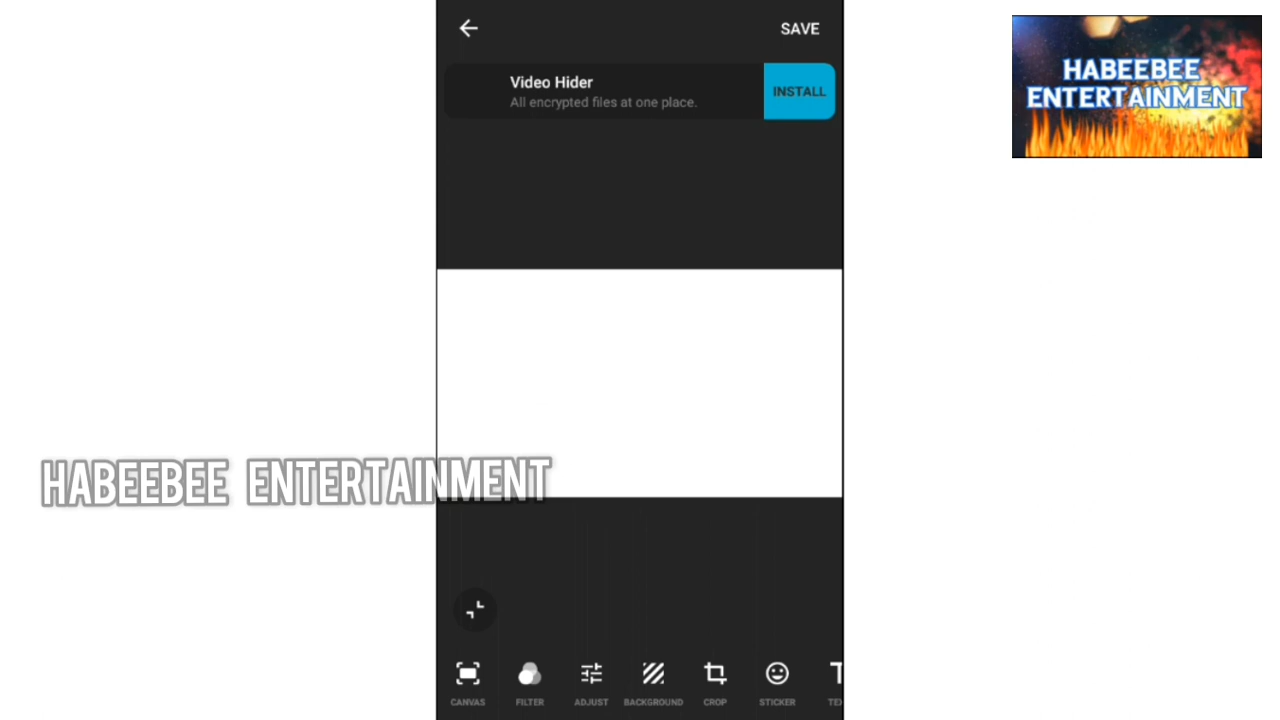 SAVE
Video Hider
All encrypted files at one place.
INSTALL
HABEEBEE
ENTERTAINMENT
HABEEBEE ENTERTAINMENT
CANVAS
FILTER
ADJUST
BACKGROUND
CROP
STICKER